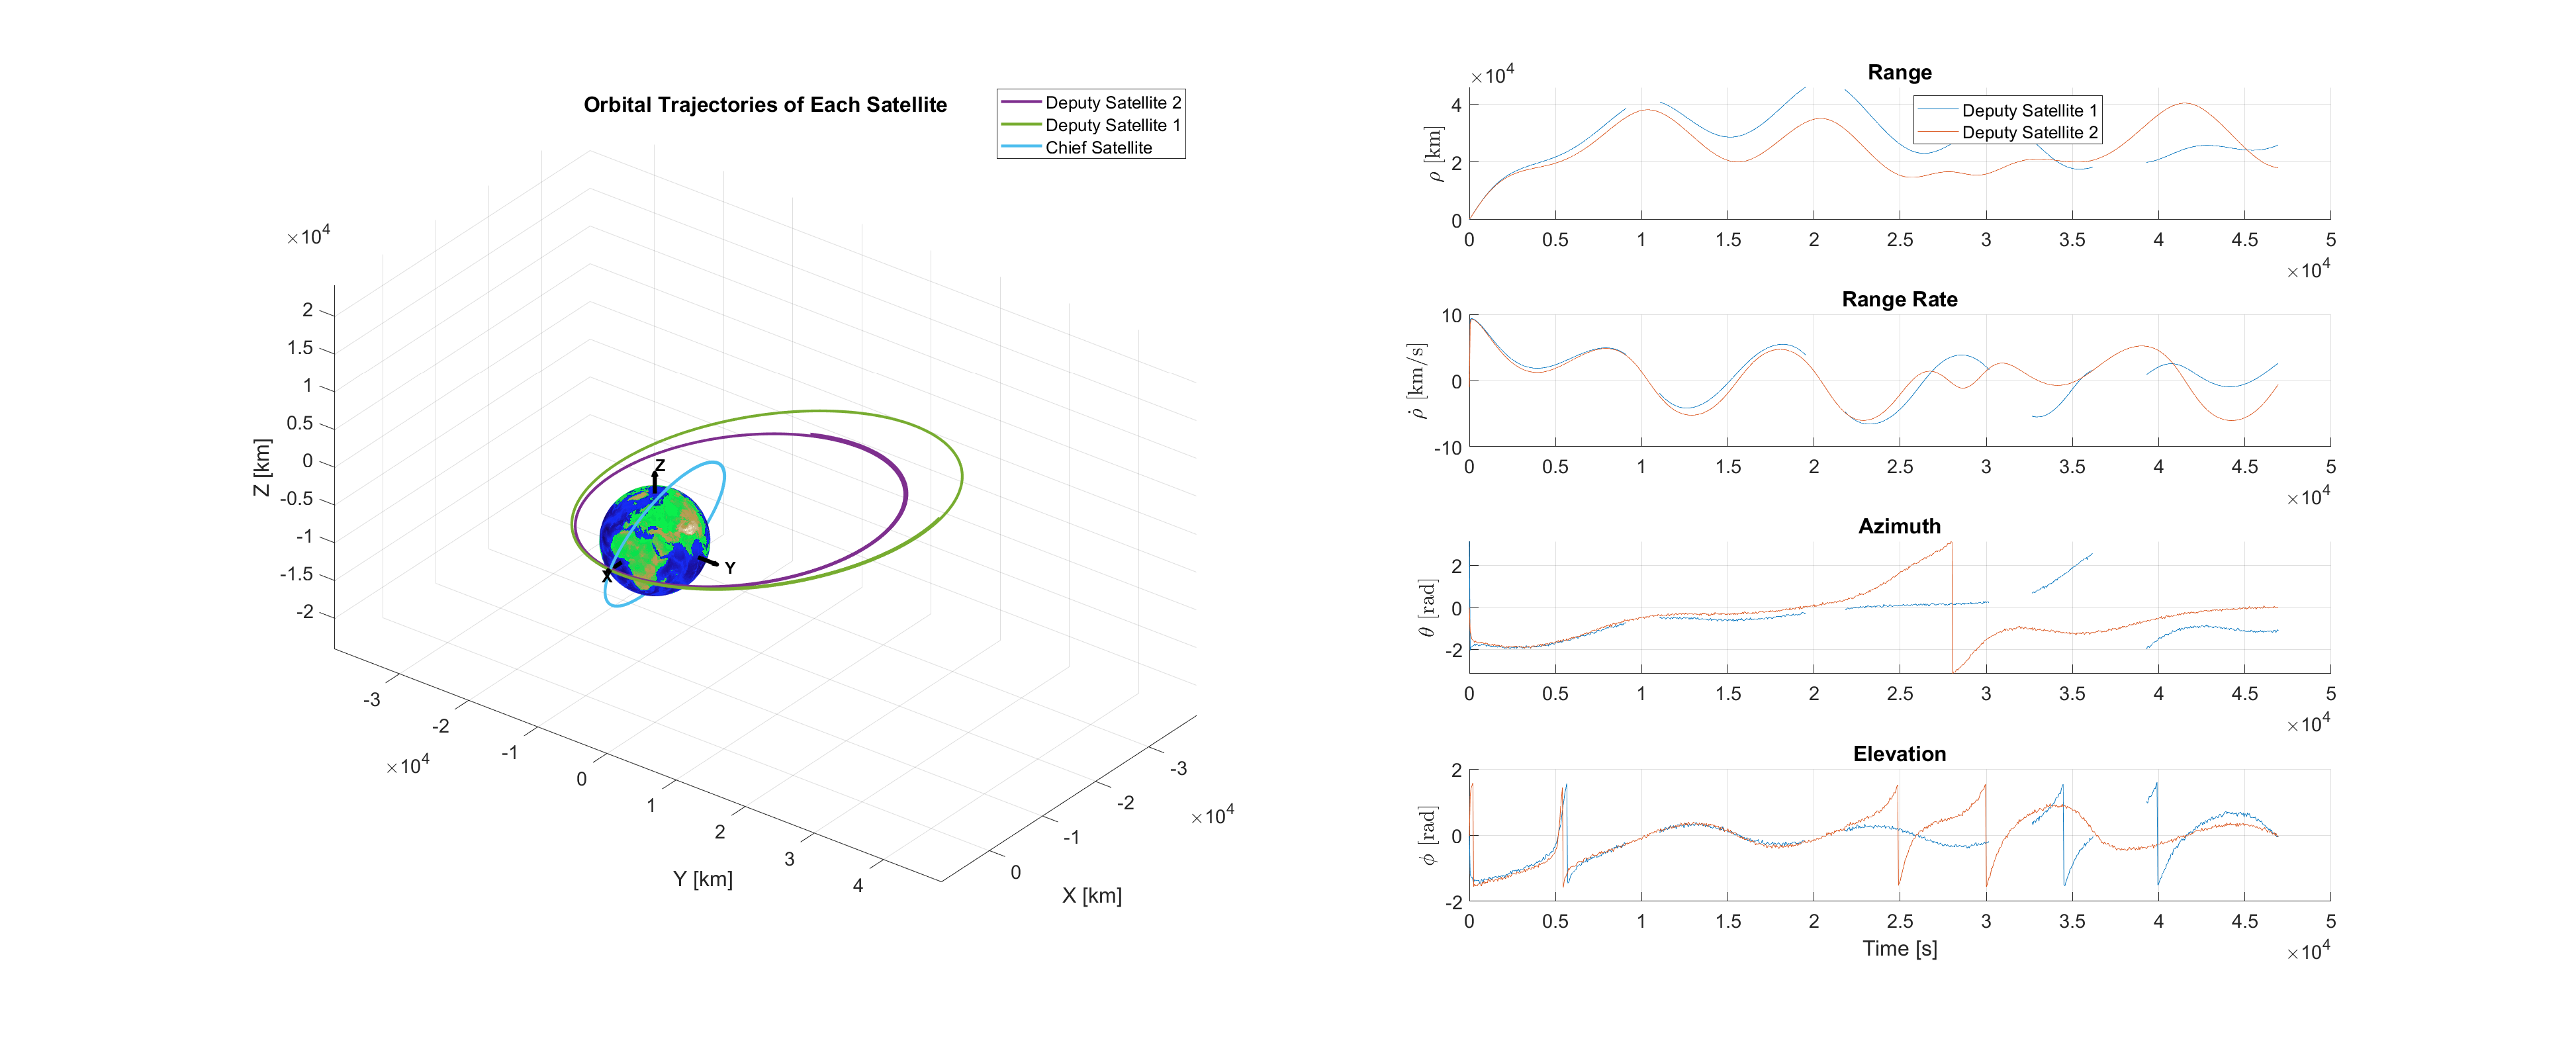 Orbital Trajectories of Each Satellite
Deputy Satellite 2
Deputy Satellite 1
Chief Satellite
×10^4
2
1.5
1
0.5
0
-0.5
-1
-1.5
-2
Z [km]
Z
X
Y
-3
-2
-1
0
1
2
3
4
×10^4
Y [km]
-3
-2
-1
0
×10^4
X [km]
Range
×10^4
Deputy Satellite 1
Deputy Satellite 2
4
2
0
ρ [km]
0 0.5 1 1.5 2 2.5 3 3.5 4 4.5 5
×10^4
Range Rate
10
0
-10
ρ̇ [km/s]
0 0.5 1 1.5 2 2.5 3 3.5 4 4.5 5
×10^4
Azimuth
2
0
-2
θ [rad]
0 0.5 1 1.5 2 2.5 3 3.5 4 4.5 5
×10^4
Elevation
2
0
-2
ϕ [rad]
0 0.5 1 1.5 2 2.5 3 3.5 4 4.5 5
Time [s]
×10^4